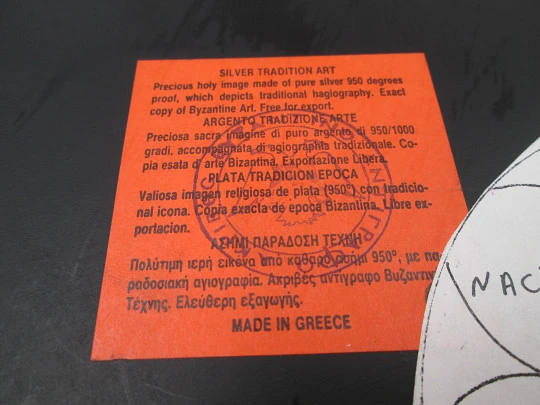 SILVER TRADITION ART
Precious holy image made of pure silver 950 degrees
proof, which depicts traditional hagiography. Exact
copy of Byzantine Art. Free for export.
ARGENTO TRADIZIONE ARTE
Preciosa sacra imagine di puro argento di 950/1000
gradi, accompagnata di agiographia tradizionale. Co-
pia esata di arte Bizantina. Exportazione Libera.
PLATA/TRADICION EPOCA
Valiosa imagen religiosa de plata (950°) con tradicio-
nal icona. Copia exacta de epoca Bizantina. Libre ex-
portacion.
ΑΣΗΜΙ ΠΑΡΑΔΟΣΗ ΤΕΧΝΗ
Πολύτιμη ιερή εικόνα από καθαρό ασήμι 950°, με πα-
ραδοσιακή αγιογραφία. Ακριβές αντίγραφο Βυζαντινής
Τέχνης. Ελεύθερη εξαγωγής.
MADE IN GREECE
NAC